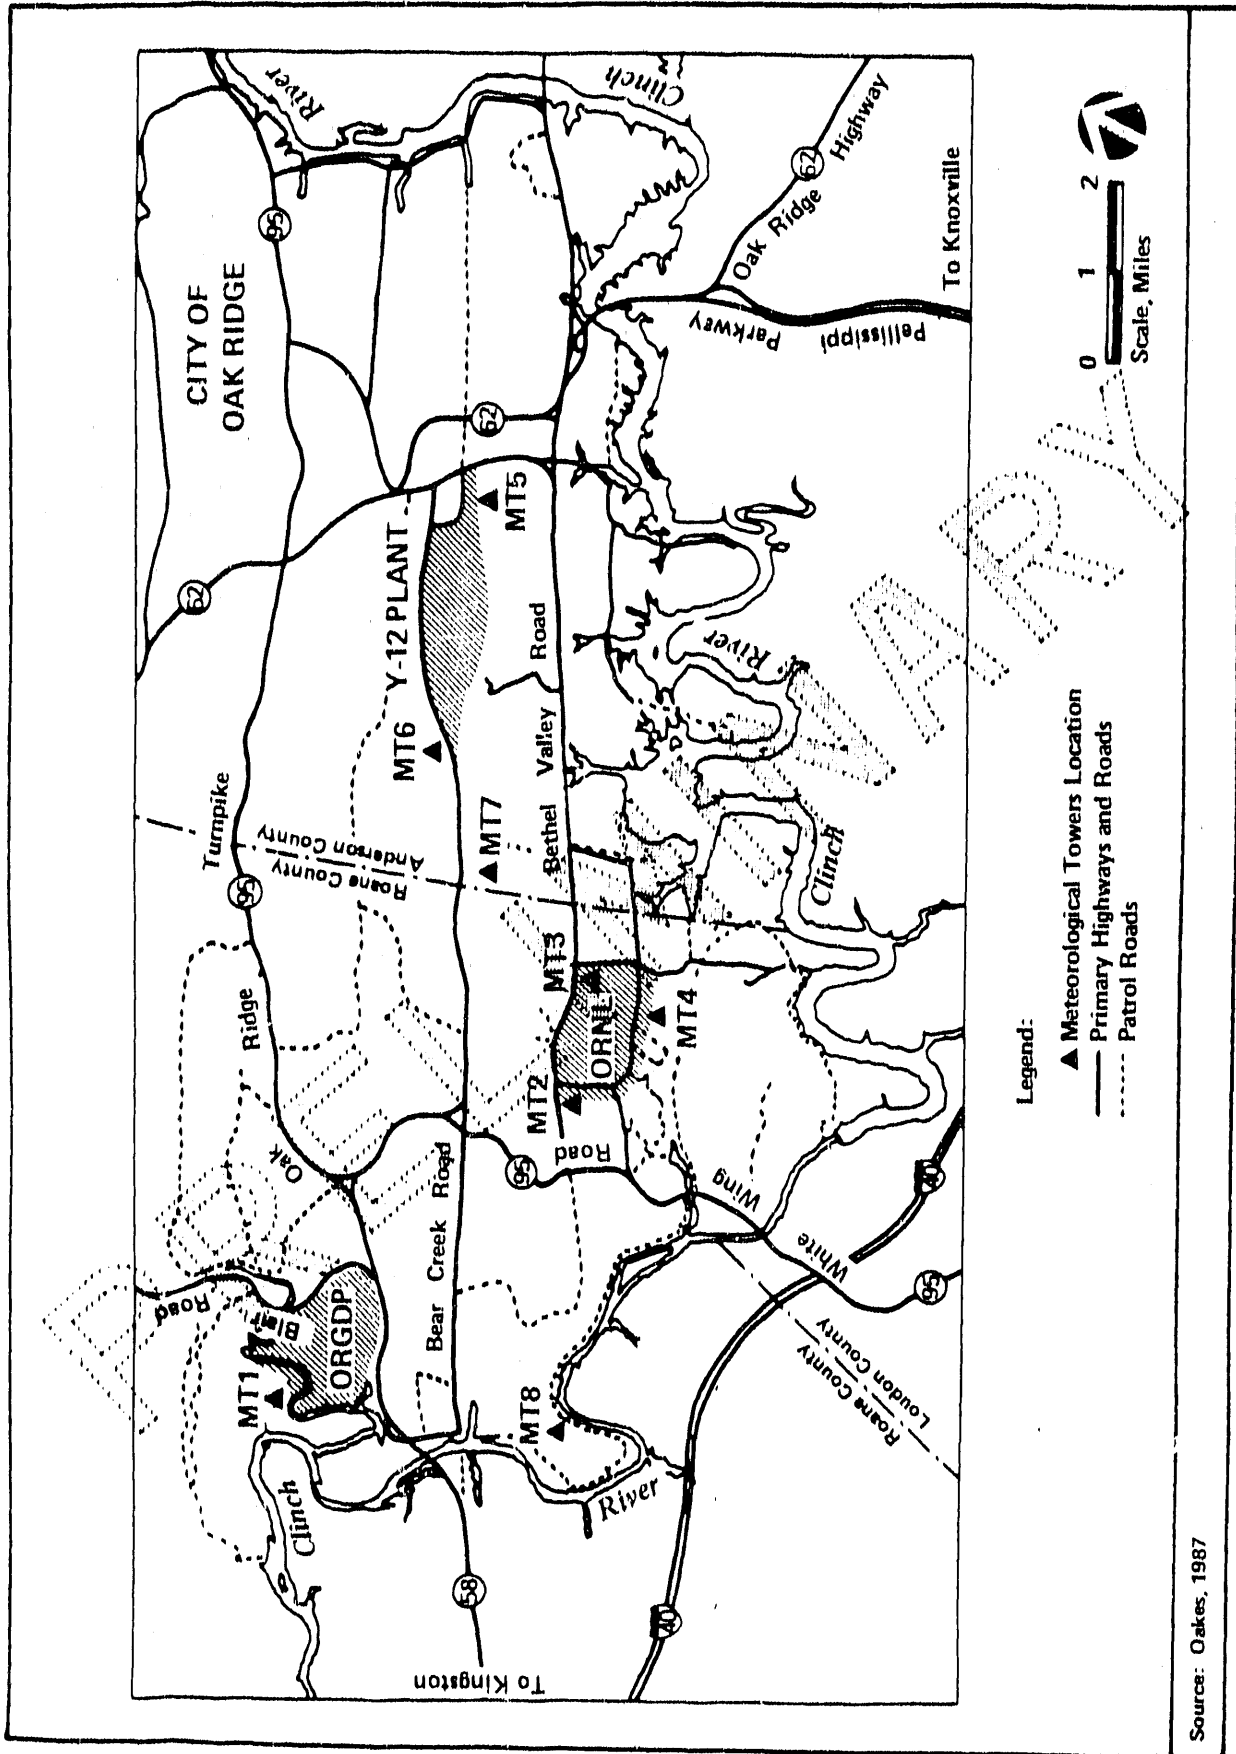 CITY OF
OAK RIDGE
River
Clinch
95
62
Oak Ridge Highway
62
To Knoxville
Pellissippi
Parkway
62
Y-12 PLANT
MT5
MT6
MT7
Bethel Valley Road
Turnpike
95
Anderson County
Roane County
Ridge
Oak
River
Clinch
MT3
ORNL
MT4
MT2
Road
95
Wing
White
40
95
Bear Creek Road
Blair
Road
ORGDP
MT1
Clinch
MT8
River
Roane County
Loudon County
58
To Kingston
40
PRELIMINARY
0 1 2
Scale, Miles
Legend:
Meteorological Towers Location
Primary Highways and Roads
Patrol Roads
Source: Oakes, 1987